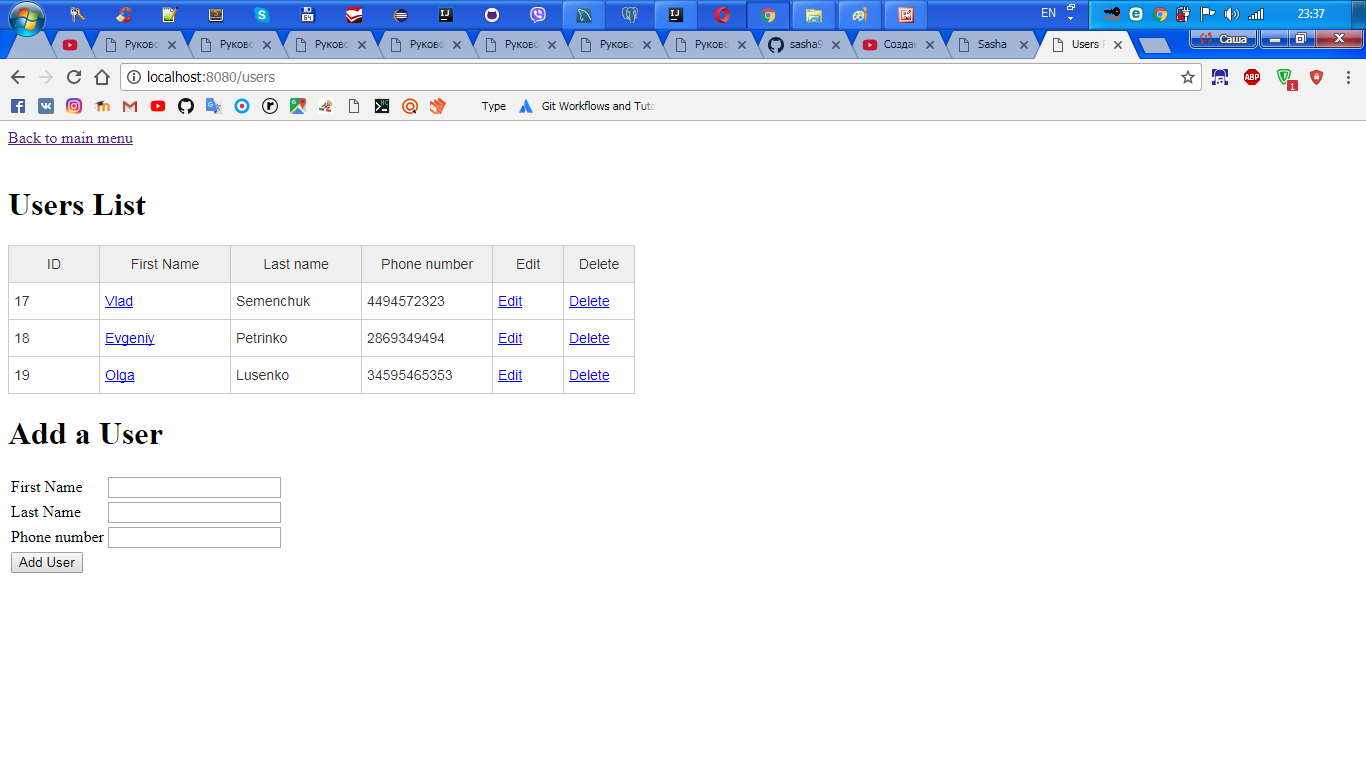 EN 23:37
Руково Руково Руково Руково Руково Руково Руково sasha9 Создан Sasha Users Саша
localhost:8080/users
ABP 1
Type Git Workflows and Tuto
Back to main menu
Users List
ID First Name Last name Phone number Edit Delete
17 Vlad Semenchuk 4494572323 Edit Delete
18 Evgeniy Petrinko 2869349494 Edit Delete
19 Olga Lusenko 34595465353 Edit Delete
Add a User
First Name
Last Name
Phone number
Add User